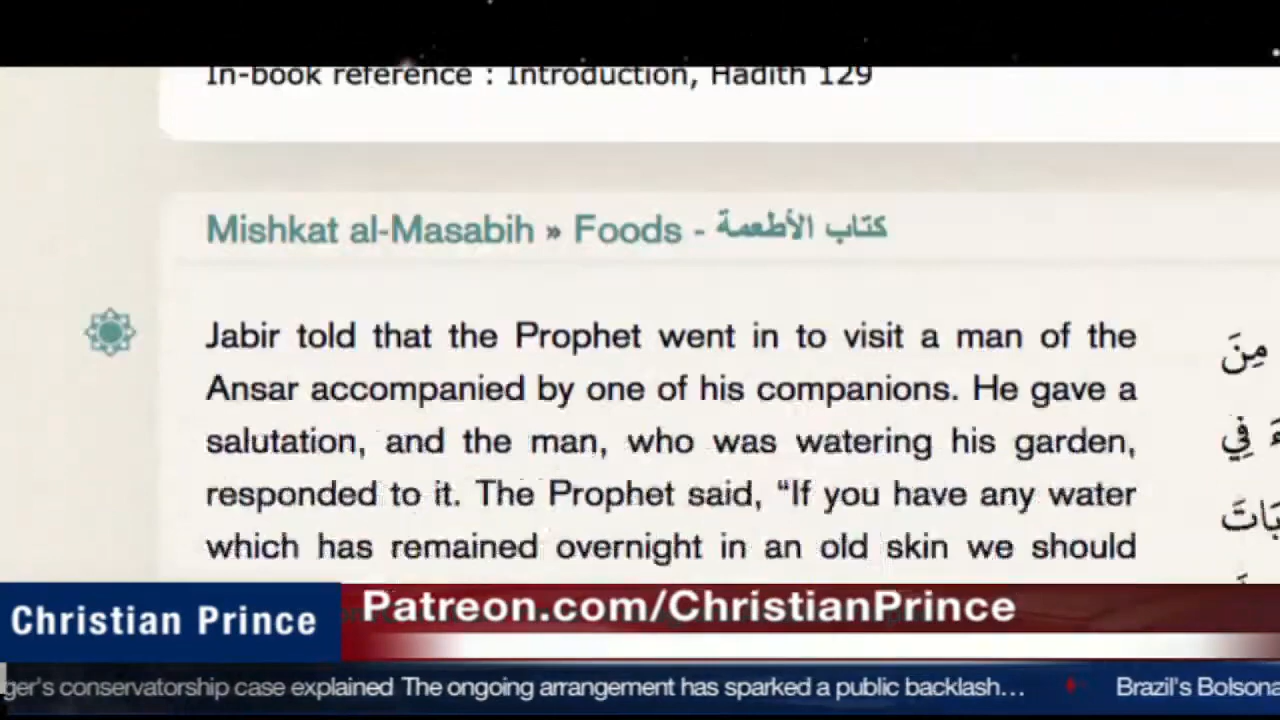 In-book reference : Introduction, Hadith 129
Mishkat al-Masabih » Foods - كتاب الأطعمة
Jabir told that the Prophet went in to visit a man of the
مِنَ
Ansar accompanied by one of his companions. He gave a
salutation, and the man, who was watering his garden,
فِي
responded to it. The Prophet said, “If you have any water
بَاتَ
which has remained overnight in an old skin we should
Christian Prince
Patreon.com/ChristianPrince
ger's conservatorship case explained The ongoing arrangement has sparked a public backlash… Brazil's Bolsona